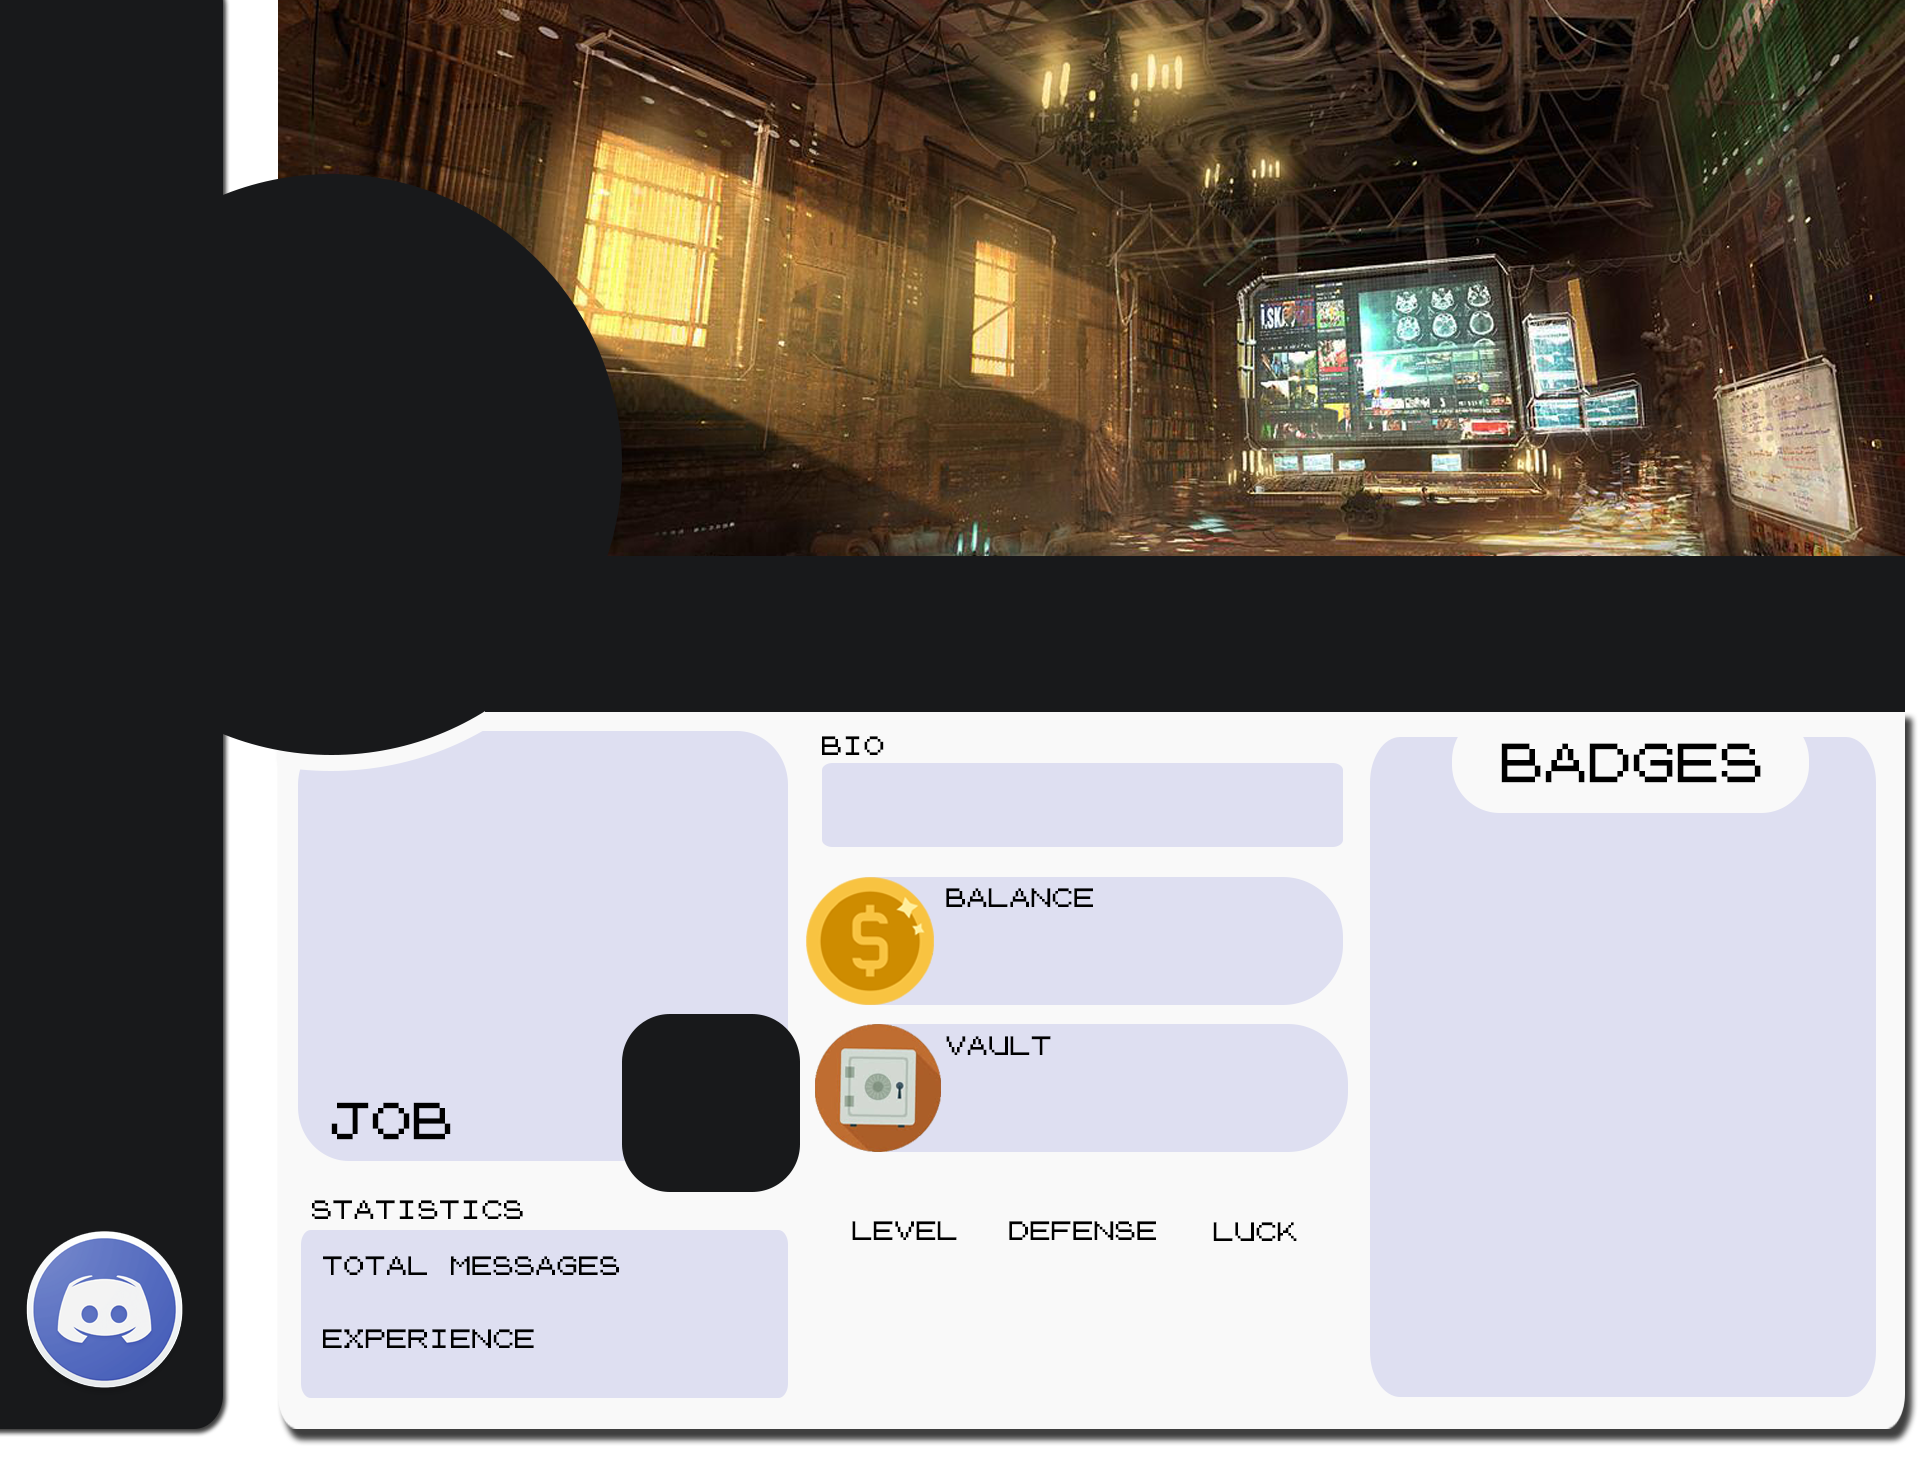 BIO
BADGES
BALANCE
VAULT
JOB
STATISTICS
TOTAL MESSAGES
EXPERIENCE
LEVEL DEFENSE LUCK